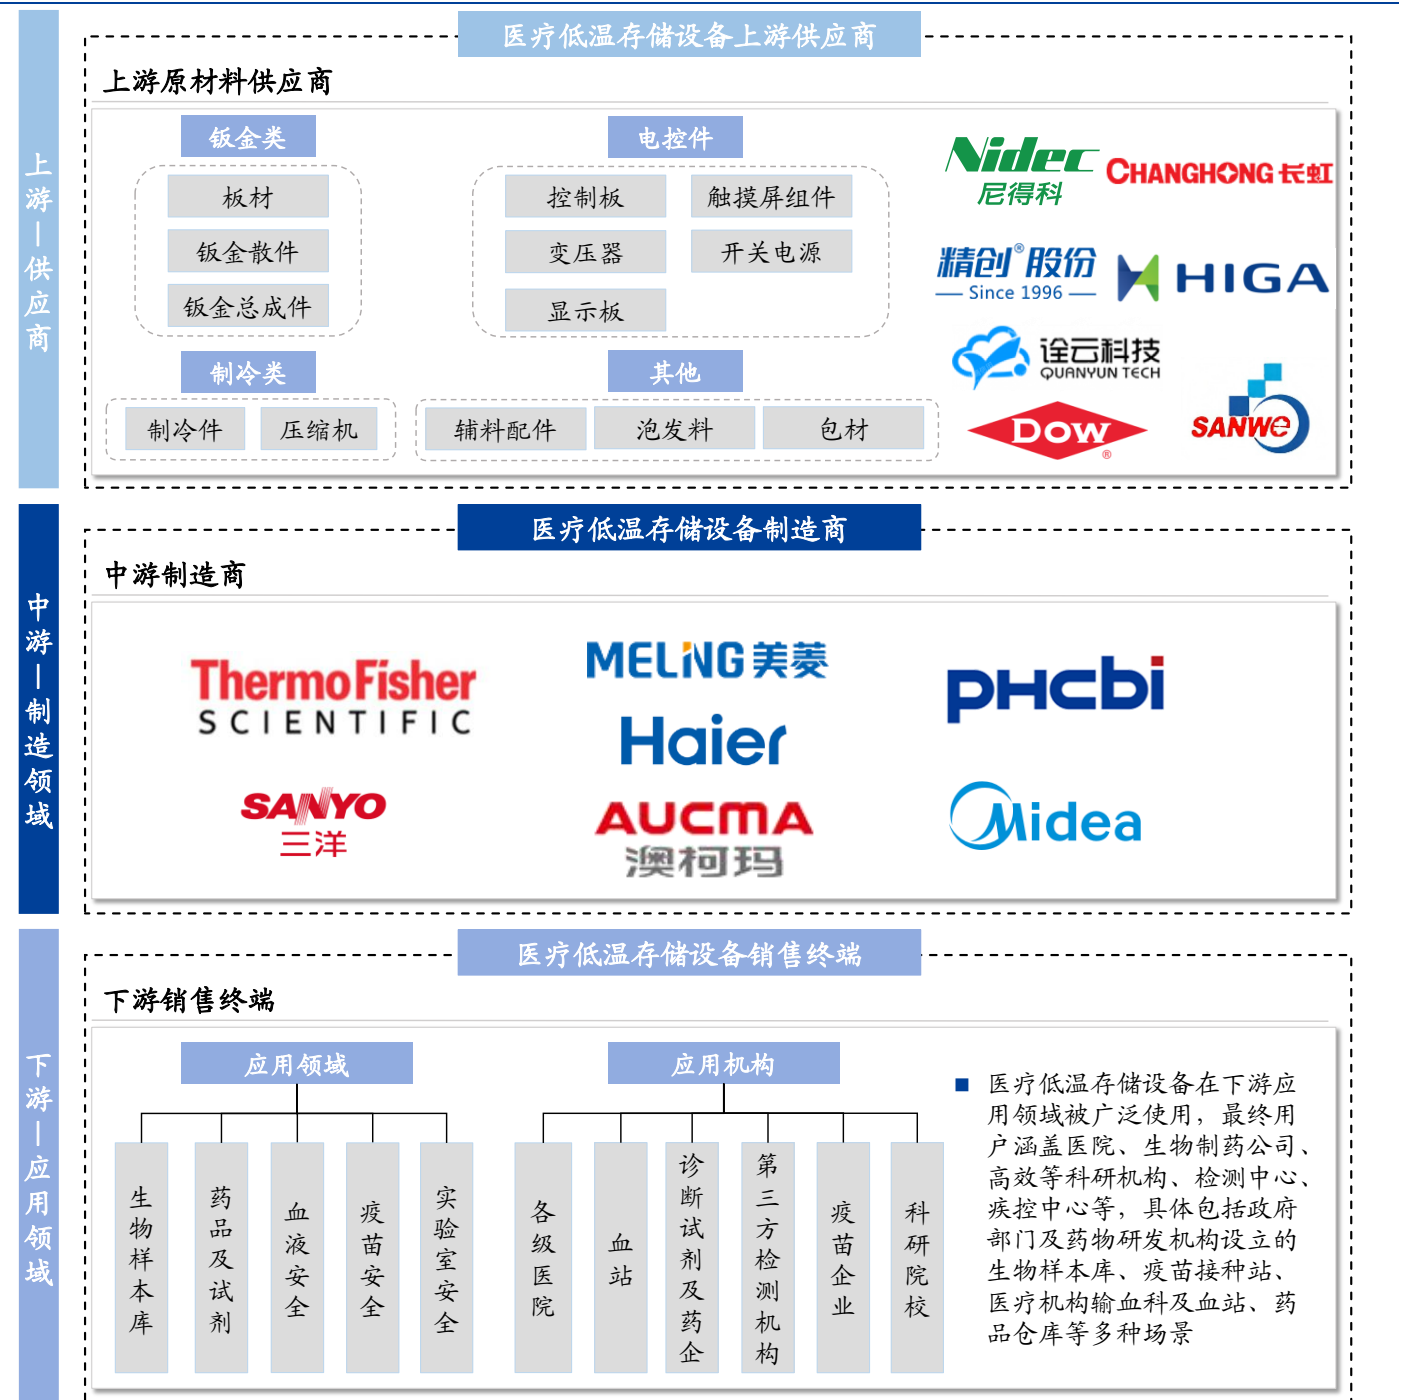 上游—供应商
医疗低温存储设备上游供应商
上游原材料供应商
钣金类
板材
钣金散件
钣金总成件
电控件
控制板
触摸屏组件
变压器
开关电源
显示板
制冷类
制冷件
压缩机
其他
辅料配件
泡发料
包材
Nidec
尼得科
CHANGHONG 长虹
精创®股份
Since 1996
HIGA
诠云科技
QUANYUN TECH
DOW®
SANWE
中游—制造领域
医疗低温存储设备制造商
中游制造商
ThermoFisher
SCIENTIFIC
MELING 美菱
PHCbi
Haier
SANYO
三洋
AUCMA
澳柯玛
Midea
下游—应用领域
医疗低温存储设备销售终端
下游销售终端
应用领域
生物样本库
药品及试剂
血液安全
疫苗安全
实验室安全
应用机构
各级医院
血站
诊断试剂及药企
第三方检测机构
疫苗企业
科研院校
■ 医疗低温存储设备在下游应
用领域被广泛使用，最终用
户涵盖医院、生物制药公司、
高效等科研机构、检测中心、
疾控中心等，具体包括政府
部门及药物研发机构设立的
生物样本库、疫苗接种站、
医疗机构输血科及血站、药
品仓库等多种场景